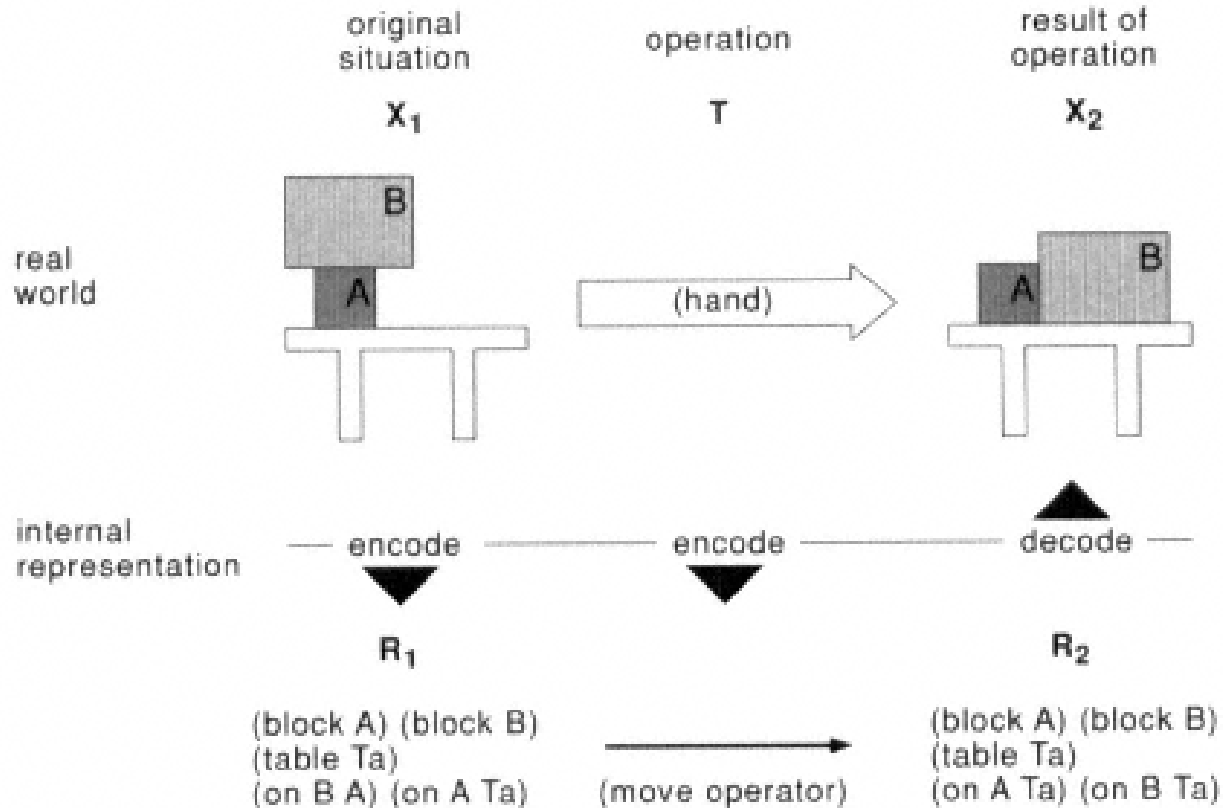 original
situation
operation
result of
operation
X1
T
X2
B
A
real
world
(hand)
A
B
internal
representation
encode
encode
decode
R1
R2
(block A) (block B)
(table Ta)
(on B A) (on A Ta)
(move operator)
(block A) (block B)
(table Ta)
(on A Ta) (on B Ta)